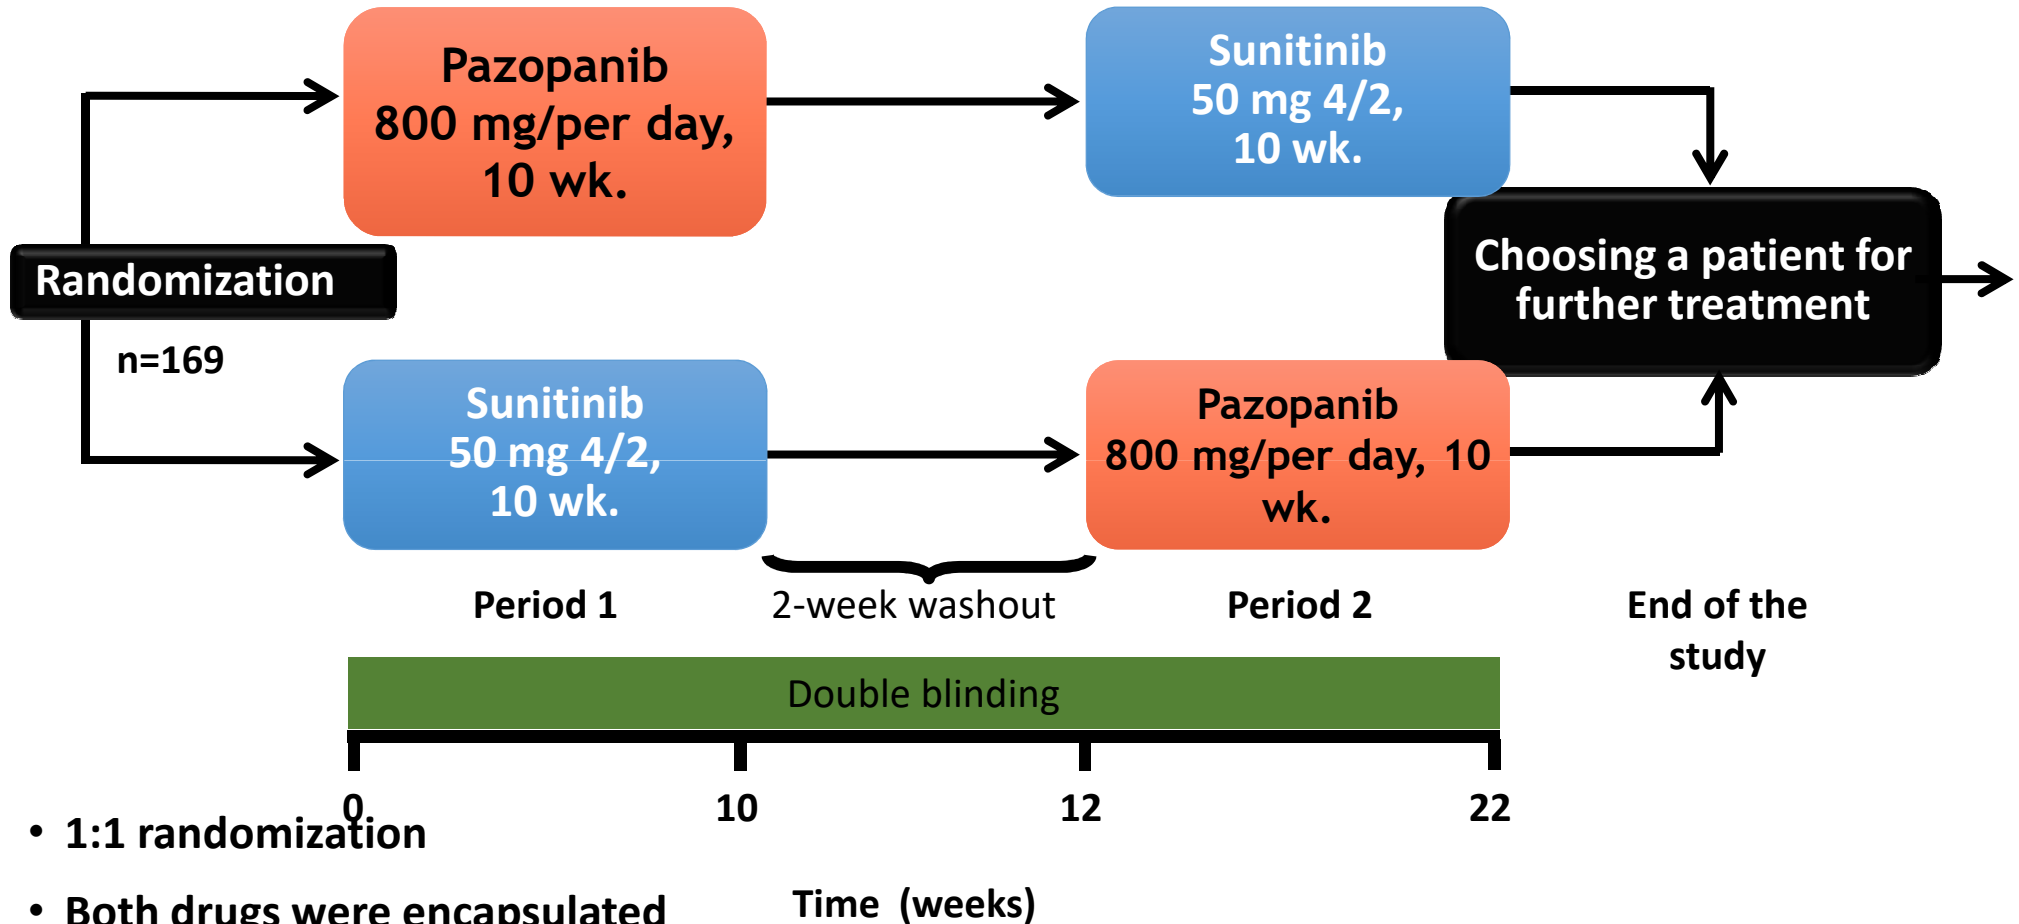 Pazopanib
800 mg/per day,
10 wk.
Sunitinib
50 mg 4/2,
10 wk.
Randomization
n=169
Choosing a patient for
further treatment
Sunitinib
50 mg 4/2,
10 wk.
Pazopanib
800 mg/per day, 10
wk.
Period 1
2-week washout
Period 2
End of the
study
Double blinding
0
10
12
22
• 1:1 randomization
• Both drugs were encapsulated
Time (weeks)